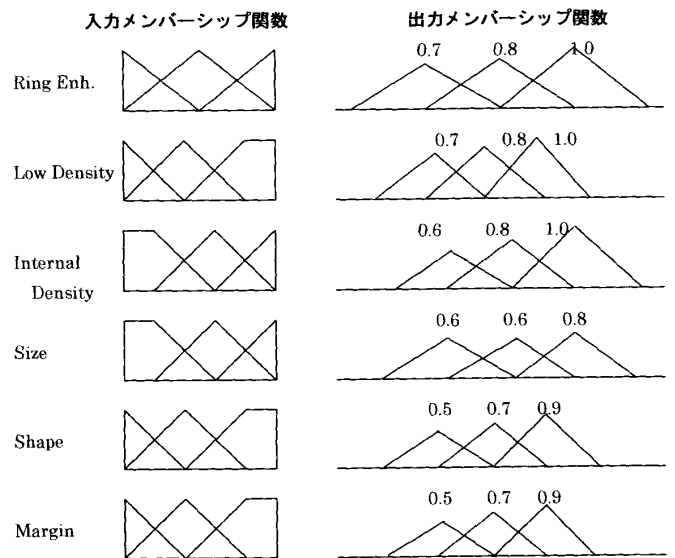 入力メンバーシップ関数 出力メンバーシップ関数
Ring Enh. 0.7 0.8 1.0
Low Density 0.7 0.8 1.0
Internal
Density 0.6 0.8 1.0
Size 0.6 0.6 0.8
Shape 0.5 0.7 0.9
Margin 0.5 0.7 0.9